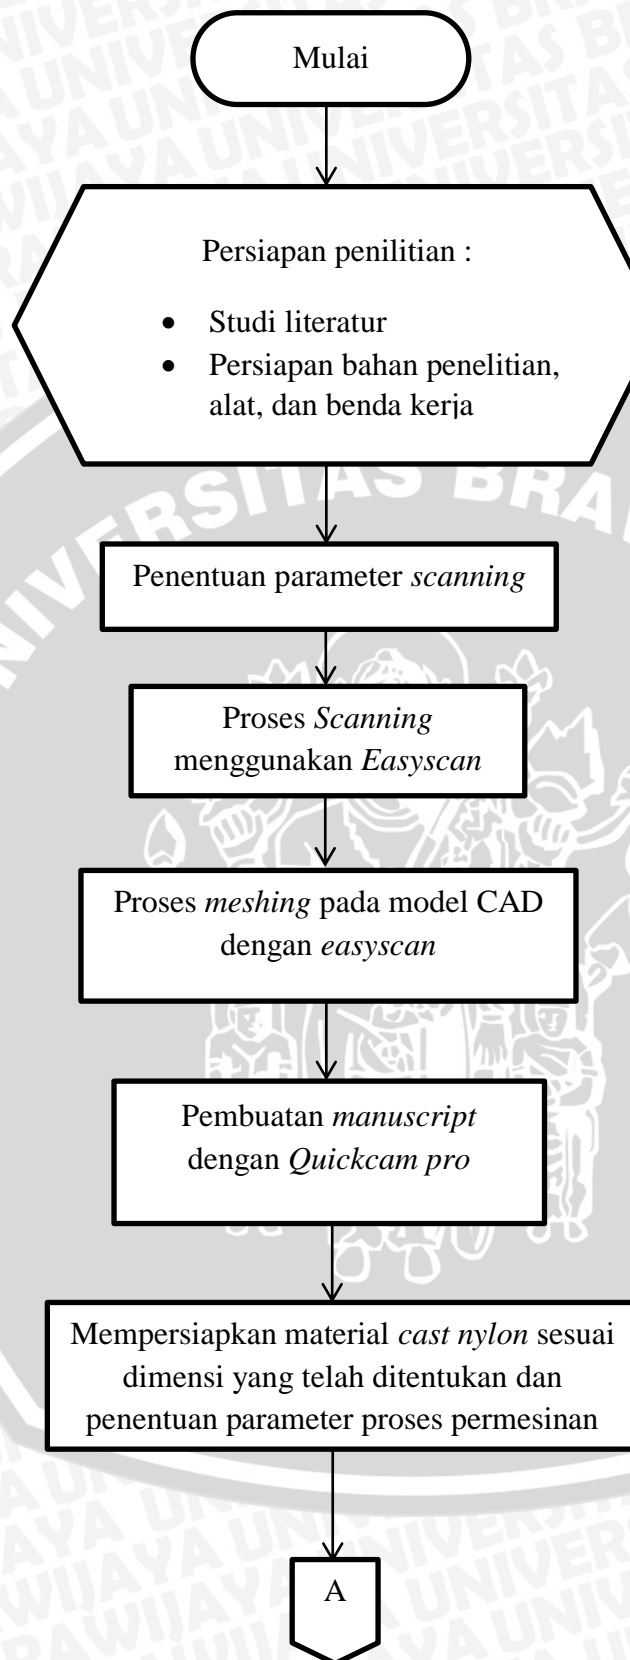 Mulai
Persiapan penilitian :
• Studi literatur
• Persiapan bahan penelitian,
alat, dan benda kerja
Penentuan parameter scanning
Proses Scanning
menggunakan Easyscan
Proses meshing pada model CAD
dengan easyscan
Pembuatan manuscript
dengan Quickcam pro
Mempersiapkan material cast nylon sesuai
dimensi yang telah ditentukan dan
penentuan parameter proses permesinan
A